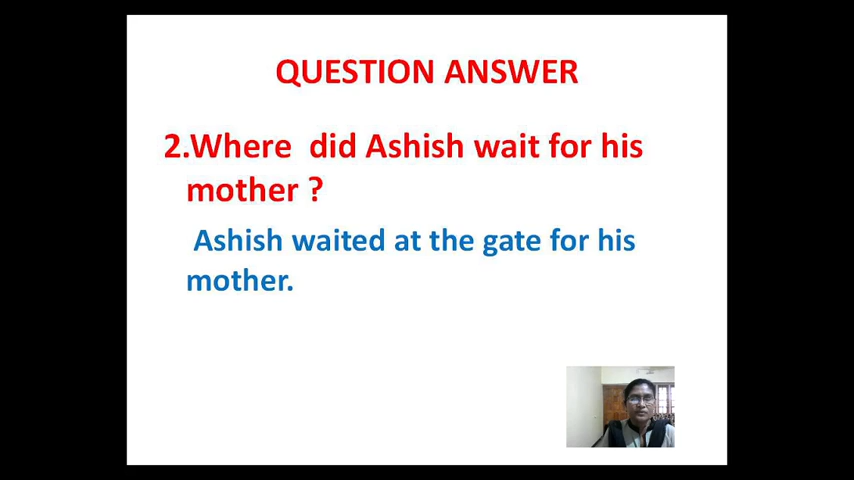 QUESTION ANSWER
2.Where did Ashish wait for his
mother ?
Ashish waited at the gate for his
mother.